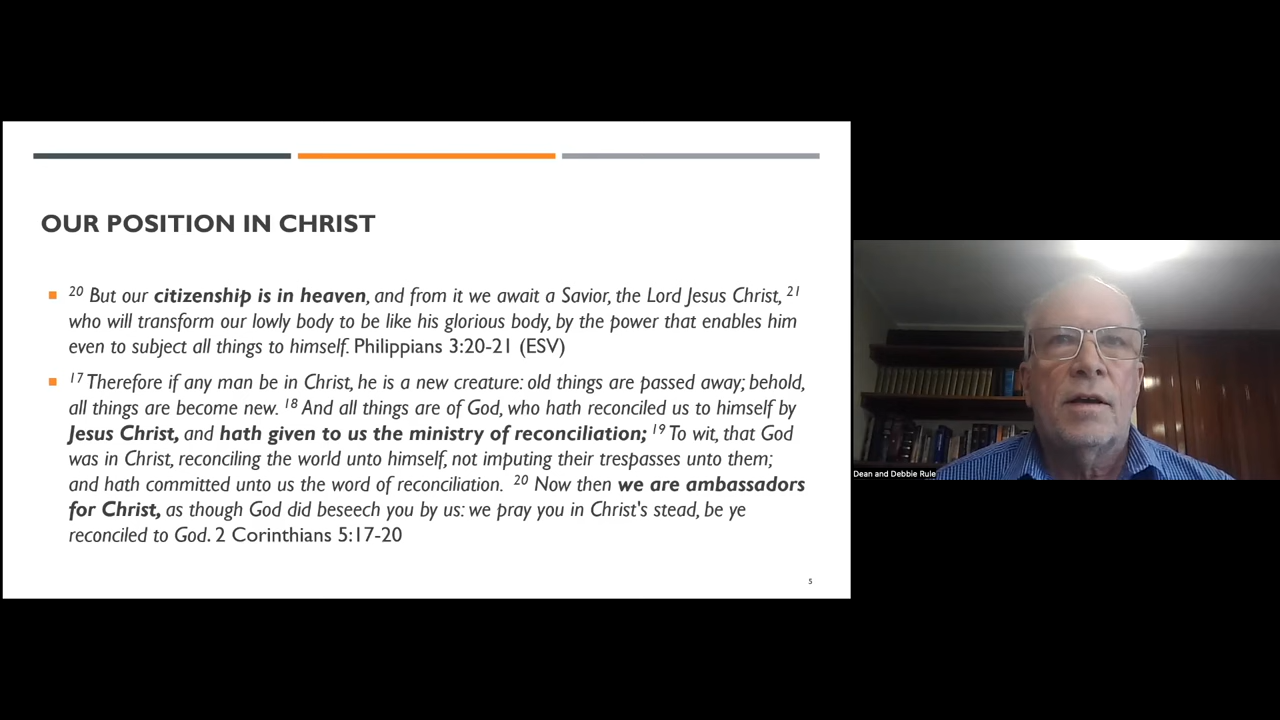 OUR POSITION IN CHRIST
20 But our citizenship is in heaven, and from it we await a Savior, the Lord Jesus Christ, 21
who will transform our lowly body to be like his glorious body, by the power that enables him
even to subject all things to himself. Philippians 3:20-21 (ESV)
17 Therefore if any man be in Christ, he is a new creature: old things are passed away; behold,
all things are become new. 18 And all things are of God, who hath reconciled us to himself by
Jesus Christ, and hath given to us the ministry of reconciliation; 19 To wit, that God
was in Christ, reconciling the world unto himself, not imputing their trespasses unto them;
and hath committed unto us the word of reconciliation. 20 Now then we are ambassadors
for Christ, as though God did beseech you by us: we pray you in Christ's stead, be ye
reconciled to God. 2 Corinthians 5:17-20
5
Dean and Debbie Rule